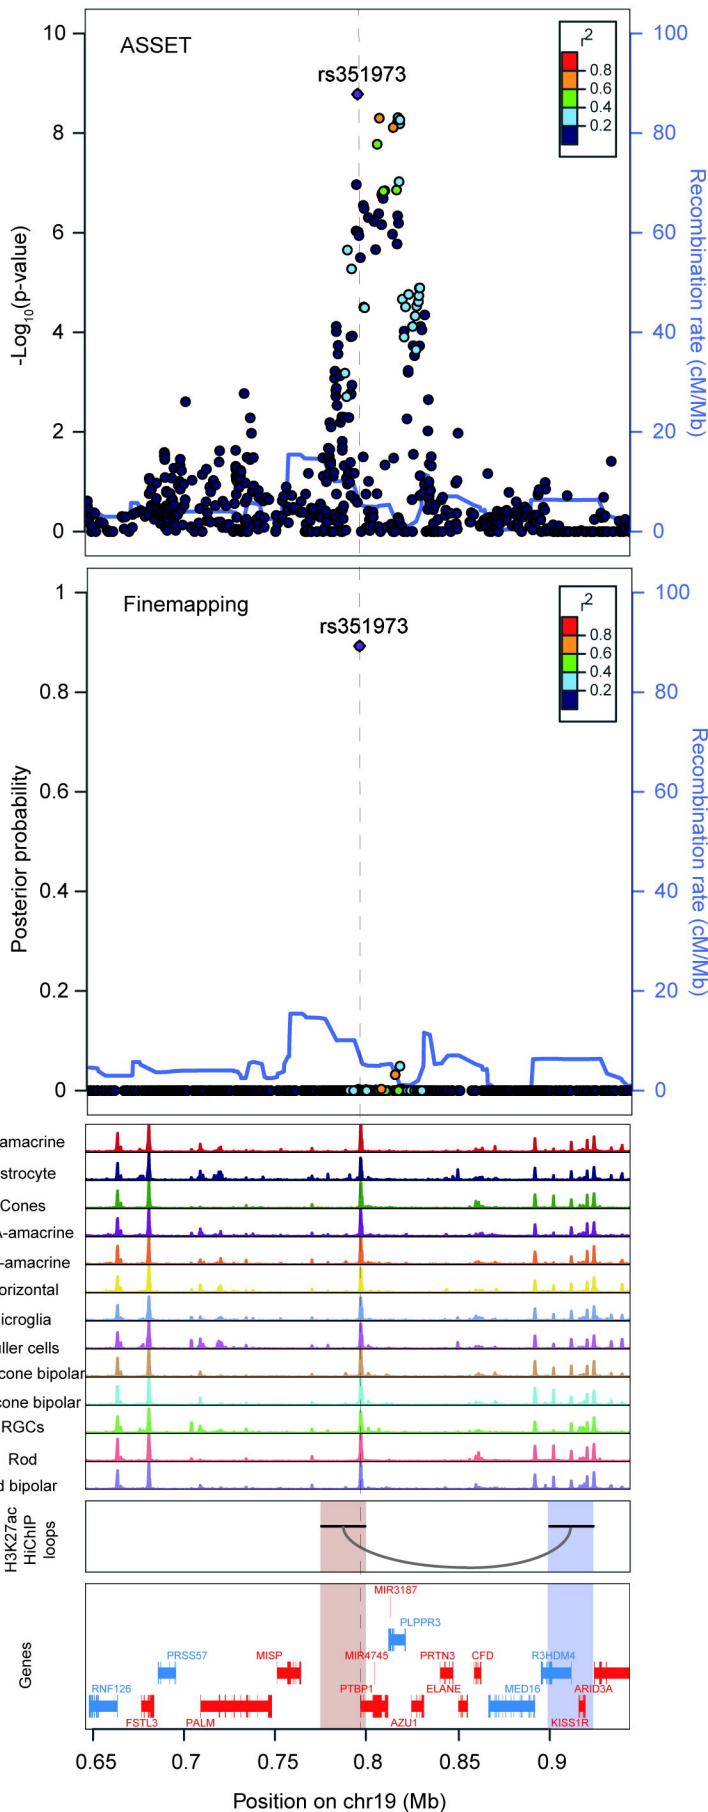 ASSET
rs351973
r2
0.8
0.6
0.4
0.2
10
8
6
4
2
0
-Log10(p-value)
100
80
60
40
20
0
Recombination rate (cM/Mb)
Finemapping
rs351973
r2
0.8
0.6
0.4
0.2
1
0.8
0.6
0.4
0.2
0
Posterior probability
100
80
60
40
20
0
Recombination rate (cM/Mb)
amacrine
strocyte
Cones
A-amacrine
-amacrine
orizontal
icroglia
ller cells
cone bipolar
cone bipolar
RGCs
Rod
d bipolar
H3K27ac
HiChIP
loops
Genes
MIR3187
PLPPR3
PRSS57 MISP MIR4745 PRTN3 CFD R3HDM4
RNF126 PTBP1 ELANE MED16 ARID3A
FSTL3 PALM AZU1 KISS1R
0.65 0.7 0.75 0.8 0.85 0.9
Position on chr19 (Mb)